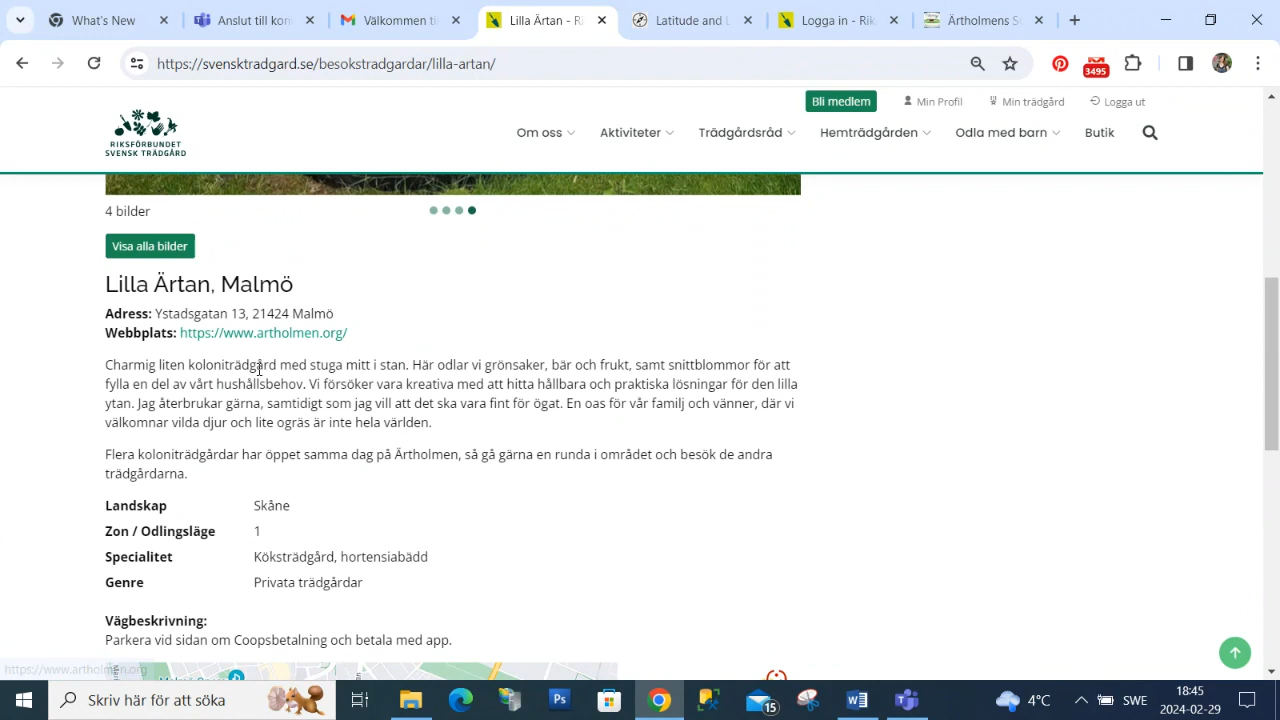 What's New
Anslut till kon
Välkommen ti
Lilla Ärtan - Ri
Latitude and L
Logga in - Rik
Ärtholmens S
https://svensktradgard.se/besokstradgardar/lilla-artan/
3495
Bli medlem
Min Profil
Min trädgård
Logga ut
RIKSFÖRBUNDET
SVENSK TRÄDGÅRD
Om oss
Aktiviteter
Trädgårdsråd
Hemträdgården
Odla med barn
Butik
4 bilder
Visa alla bilder
Lilla Ärtan, Malmö
Adress: Ystadsgatan 13, 21424 Malmö
Webbplats: https://www.artholmen.org/
Charmig liten koloniträdgård med stuga mitt i stan. Här odlar vi grönsaker, bär och frukt, samt snittblommor för att
fylla en del av vårt hushållsbehov. Vi försöker vara kreativa med att hitta hållbara och praktiska lösningar för den lilla
ytan. Jag återbrukar gärna, samtidigt som jag vill att det ska vara fint för ögat. En oas för vår familj och vänner, där vi
välkomnar vilda djur och lite ogräs är inte hela världen.
Flera koloniträdgårdar har öppet samma dag på Ärtholmen, så gå gärna en runda i området och besök de andra
trädgårdarna.
Landskap Skåne
Zon / Odlingsläge 1
Specialitet Köksträdgård, hortensiabädd
Genre Privata trädgårdar
Vägbeskrivning:
Parkera vid sidan om Coopsbetalning och betala med app.
https://www.artholmen.org
Skriv här för att söka
Ps
15
4°C
SWE
18:45
2024-02-29